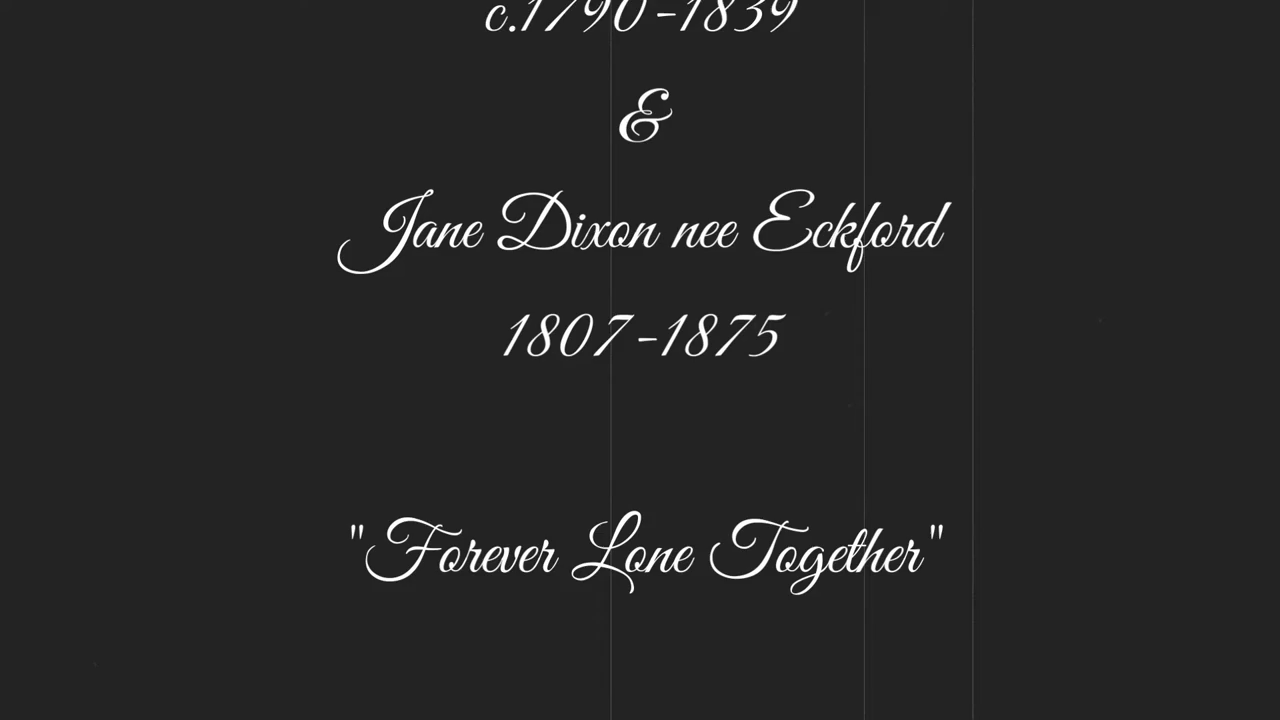 c.1790-1839
&
Jane Dixon nee Eckford
1807-1875
"Forever Lone Together"